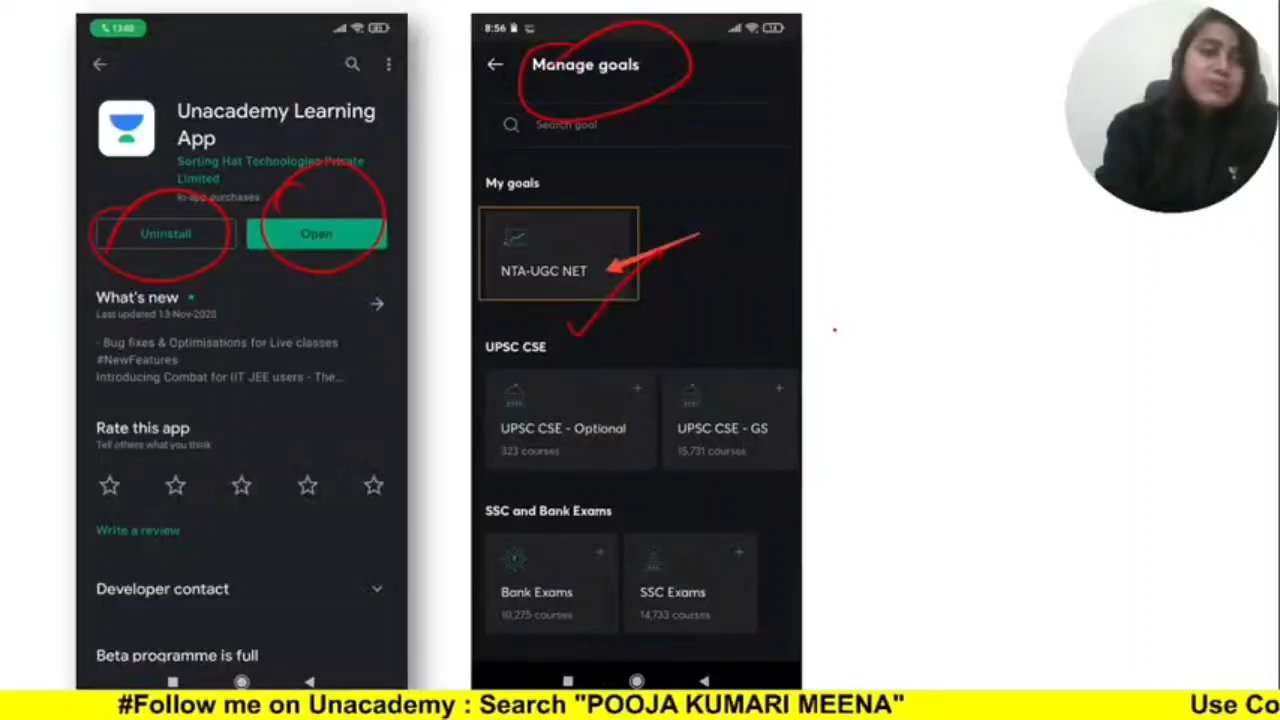 13:00
Unacademy Learning
App
Sorting Hat Technologies Private
Limited
In-app purchases
Uninstall
Open
What's new
Last updated 13-Nov-2020
- Bug fixes & Optimisations for Live classes
#NewFeatures
Introducing Combat for IIT JEE users - The...
Rate this app
Tell others what you think
Write a review
Developer contact
Beta programme is full
8:56
Manage goals
Search goal
My goals
NTA-UGC NET
UPSC CSE
UPSC CSE - Optional
323 courses
UPSC CSE - GS
15,731 courses
SSC and Bank Exams
Bank Exams
10,275 courses
SSC Exams
14,733 courses
#Follow me on Unacademy : Search "POOJA KUMARI MEENA"
Use Co